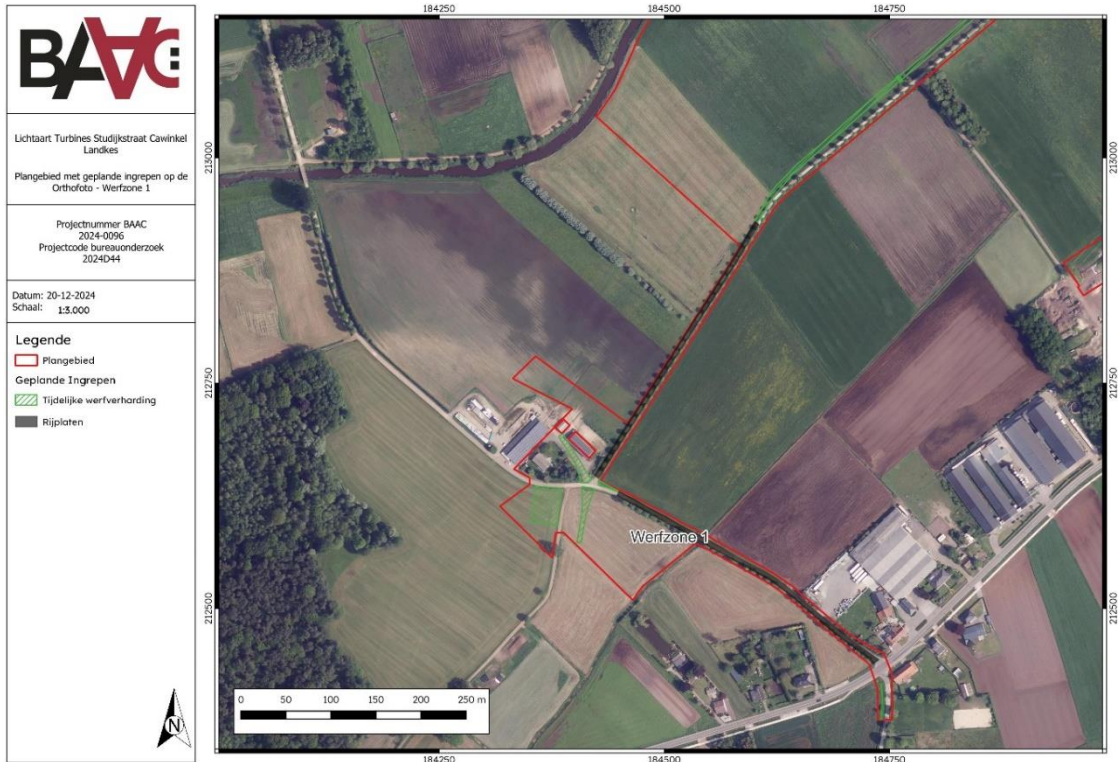 BAAC
Lichtaart Turbines Studijkstraat Cawinkel
Landkes
Plangebied met geplande ingrepen op de
Orthofoto - Werfzone 1
Projectnummer BAAC
2024-0096
Projectcode bureauonderzoek
2024D44
Datum: 20-12-2024
Schaal: 1:3.000
Legende
Plangebied
Geplande Ingrepen
Tijdelijke werfverharding
Rijplaten
N
184250 184500 184750
213000 213000
212750 212750
Werfzone 1
212500 212500
0 50 100 150 200 250 m
184250 184500 184750